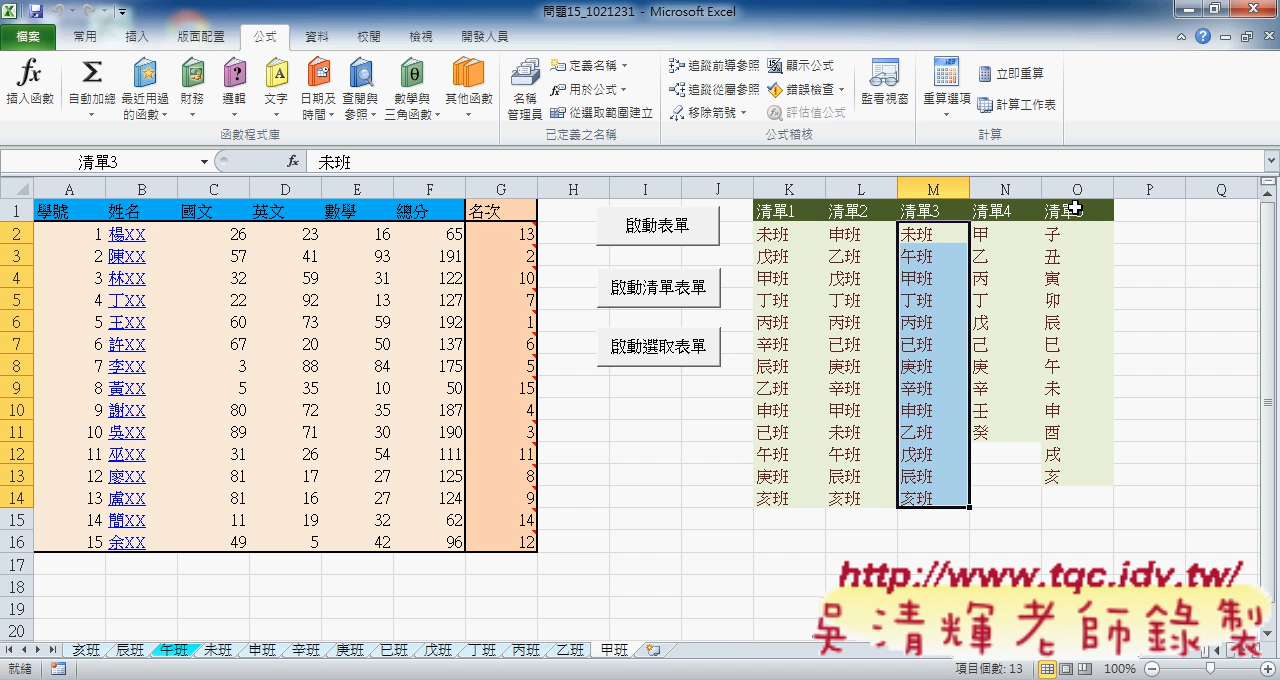 問題15_1021231 - Microsoft Excel
檔案 常用 插入 版面配置 公式 資料 校閱 檢視 開發人員
插入函數 自動加總 最近用過的函數 財務 邏輯 文字 日期及時間 查閱與參照 數學與三角函數 其他函數
函數程式庫
名稱管理員 定義名稱 用於公式 從選取範圍建立
已定義之名稱
追蹤前導參照 追蹤從屬參照 移除箭號 顯示公式 錯誤檢查 評估值公式
公式稽核
監看視窗
重算選項 立即重算 計算工作表
計算
清單3 fx 未班
A B C D E F G H I J K L M N O P Q
1 學號 姓名 國文 英文 數學 總分 名次 清單1 清單2 清單3 清單4 清單
2 1 楊XX 26 23 16 65 13 未班 申班 未班 甲 子
3 2 陳XX 57 41 93 191 2 戊班 乙班 午班 乙 丑
4 3 林XX 32 59 31 122 10 甲班 戊班 甲班 丙 寅
5 4 丁XX 22 92 13 127 7 丁班 丁班 丁班 丁 卯
6 5 王XX 60 73 59 192 1 丙班 丙班 丙班 戊 辰
7 6 許XX 67 20 50 137 6 辛班 已班 已班 己 巳
8 7 李XX 3 88 84 175 5 辰班 庚班 庚班 庚 午
9 8 黃XX 5 35 10 50 15 乙班 辛班 辛班 辛 未
10 9 謝XX 80 72 35 187 4 申班 甲班 申班 壬 申
11 10 吳XX 89 71 30 190 3 已班 未班 乙班 癸 酉
12 11 巫XX 31 26 54 111 11 午班 午班 戊班 戌
13 12 廖XX 81 17 27 125 8 庚班 辰班 辰班 亥
14 13 盧XX 81 16 27 124 9 亥班 亥班 亥班
15 14 簡XX 11 19 32 62 14
16 15 余XX 49 5 42 96 12
17
18
19
20
啟動表單
啟動清單表單
啟動選取表單
http://www.tqc.idv.tw/
吳清輝老師錄製
亥班 辰班 午班 未班 申班 辛班 庚班 已班 戊班 丁班 丙班 乙班 甲班
就緒 項目個數: 13 100%